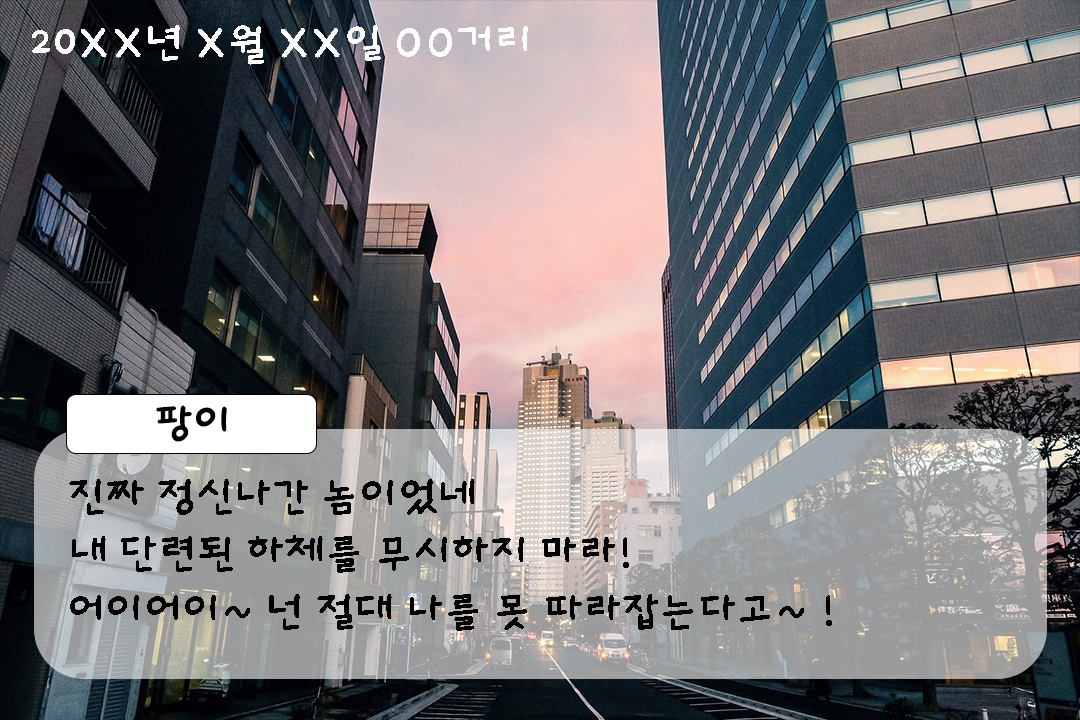 20XX년 X월 XX일 OO거리
팡이
진짜 정신나간 놈이었네
내 단련된 하체를 무시하지 마라!
어이어이~ 넌 절대 나를 못 따라잡는다고~ !